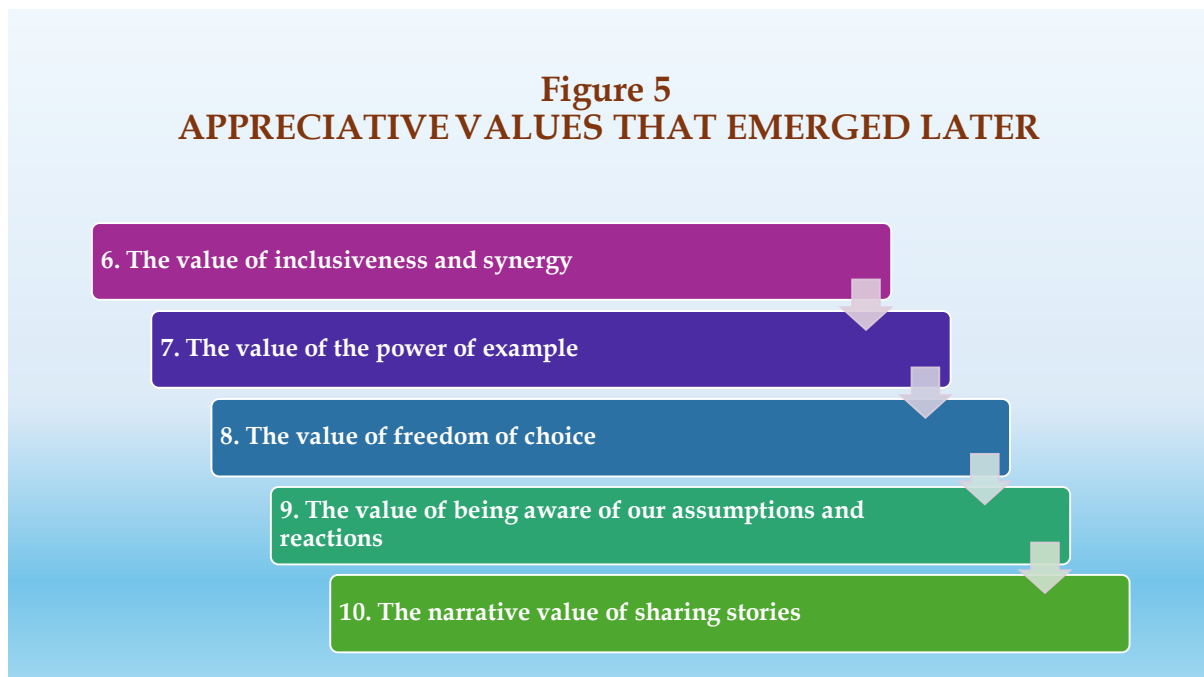 Figure 5
APPRECIATIVE VALUES THAT EMERGED LATER
6. The value of inclusiveness and synergy
7. The value of the power of example
8. The value of freedom of choice
9. The value of being aware of our assumptions and
reactions
10. The narrative value of sharing stories